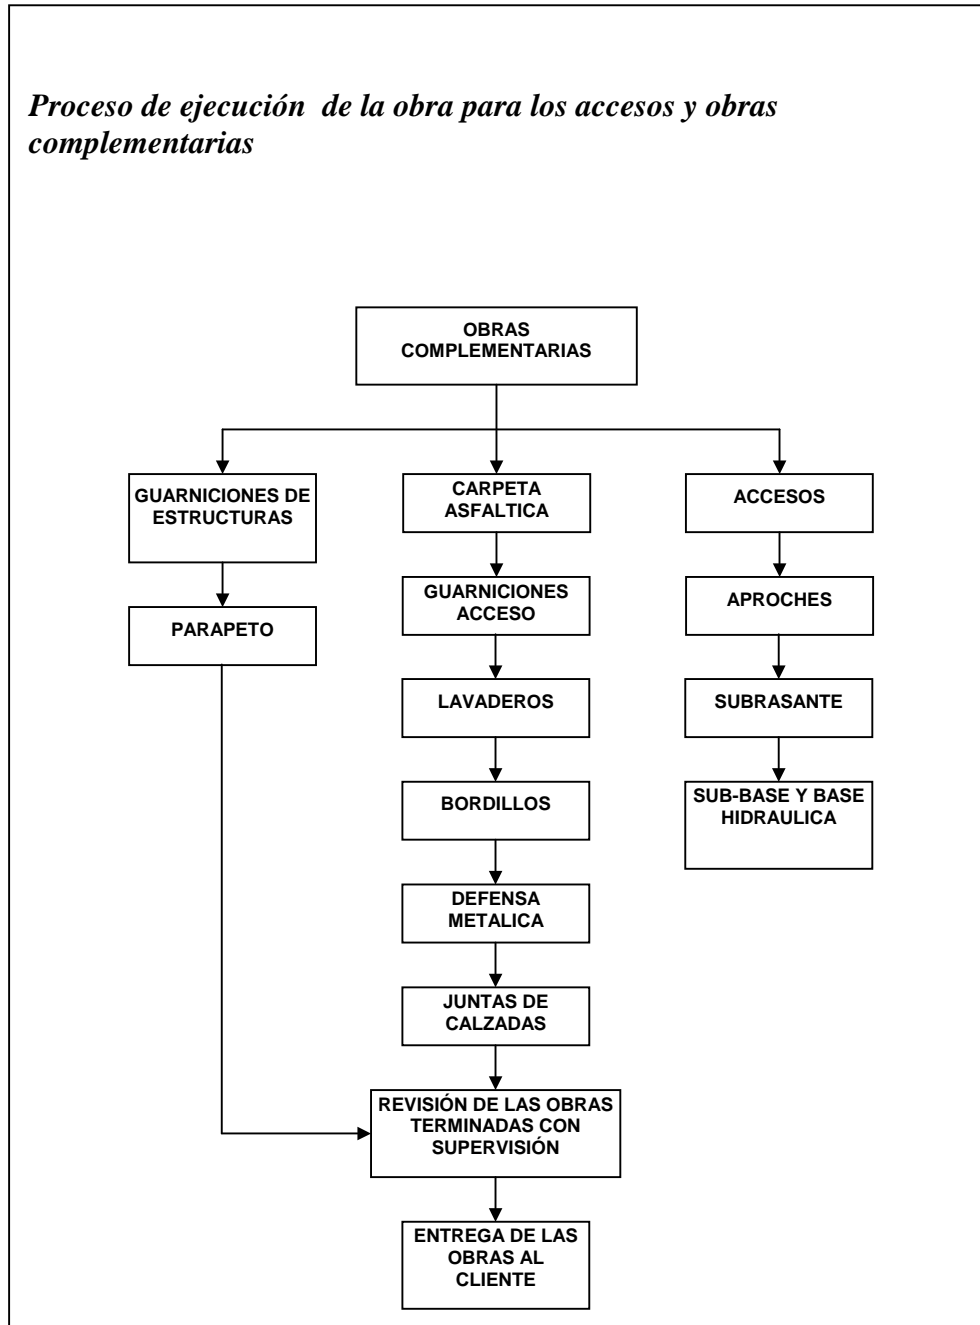 Proceso de ejecución de la obra para los accesos y obras
complementarias
OBRAS
COMPLEMENTARIAS
GUARNICIONES DE
ESTRUCTURAS
PARAPETO
CARPETA
ASFALTICA
GUARNICIONES
ACCESO
LAVADEROS
BORDILLOS
DEFENSA
METALICA
JUNTAS DE
CALZADAS
ACCESOS
APROCHES
SUBRASANTE
SUB-BASE Y BASE
HIDRAULICA
REVISIÓN DE LAS OBRAS
TERMINADAS CON
SUPERVISIÓN
ENTREGA DE LAS
OBRAS AL
CLIENTE